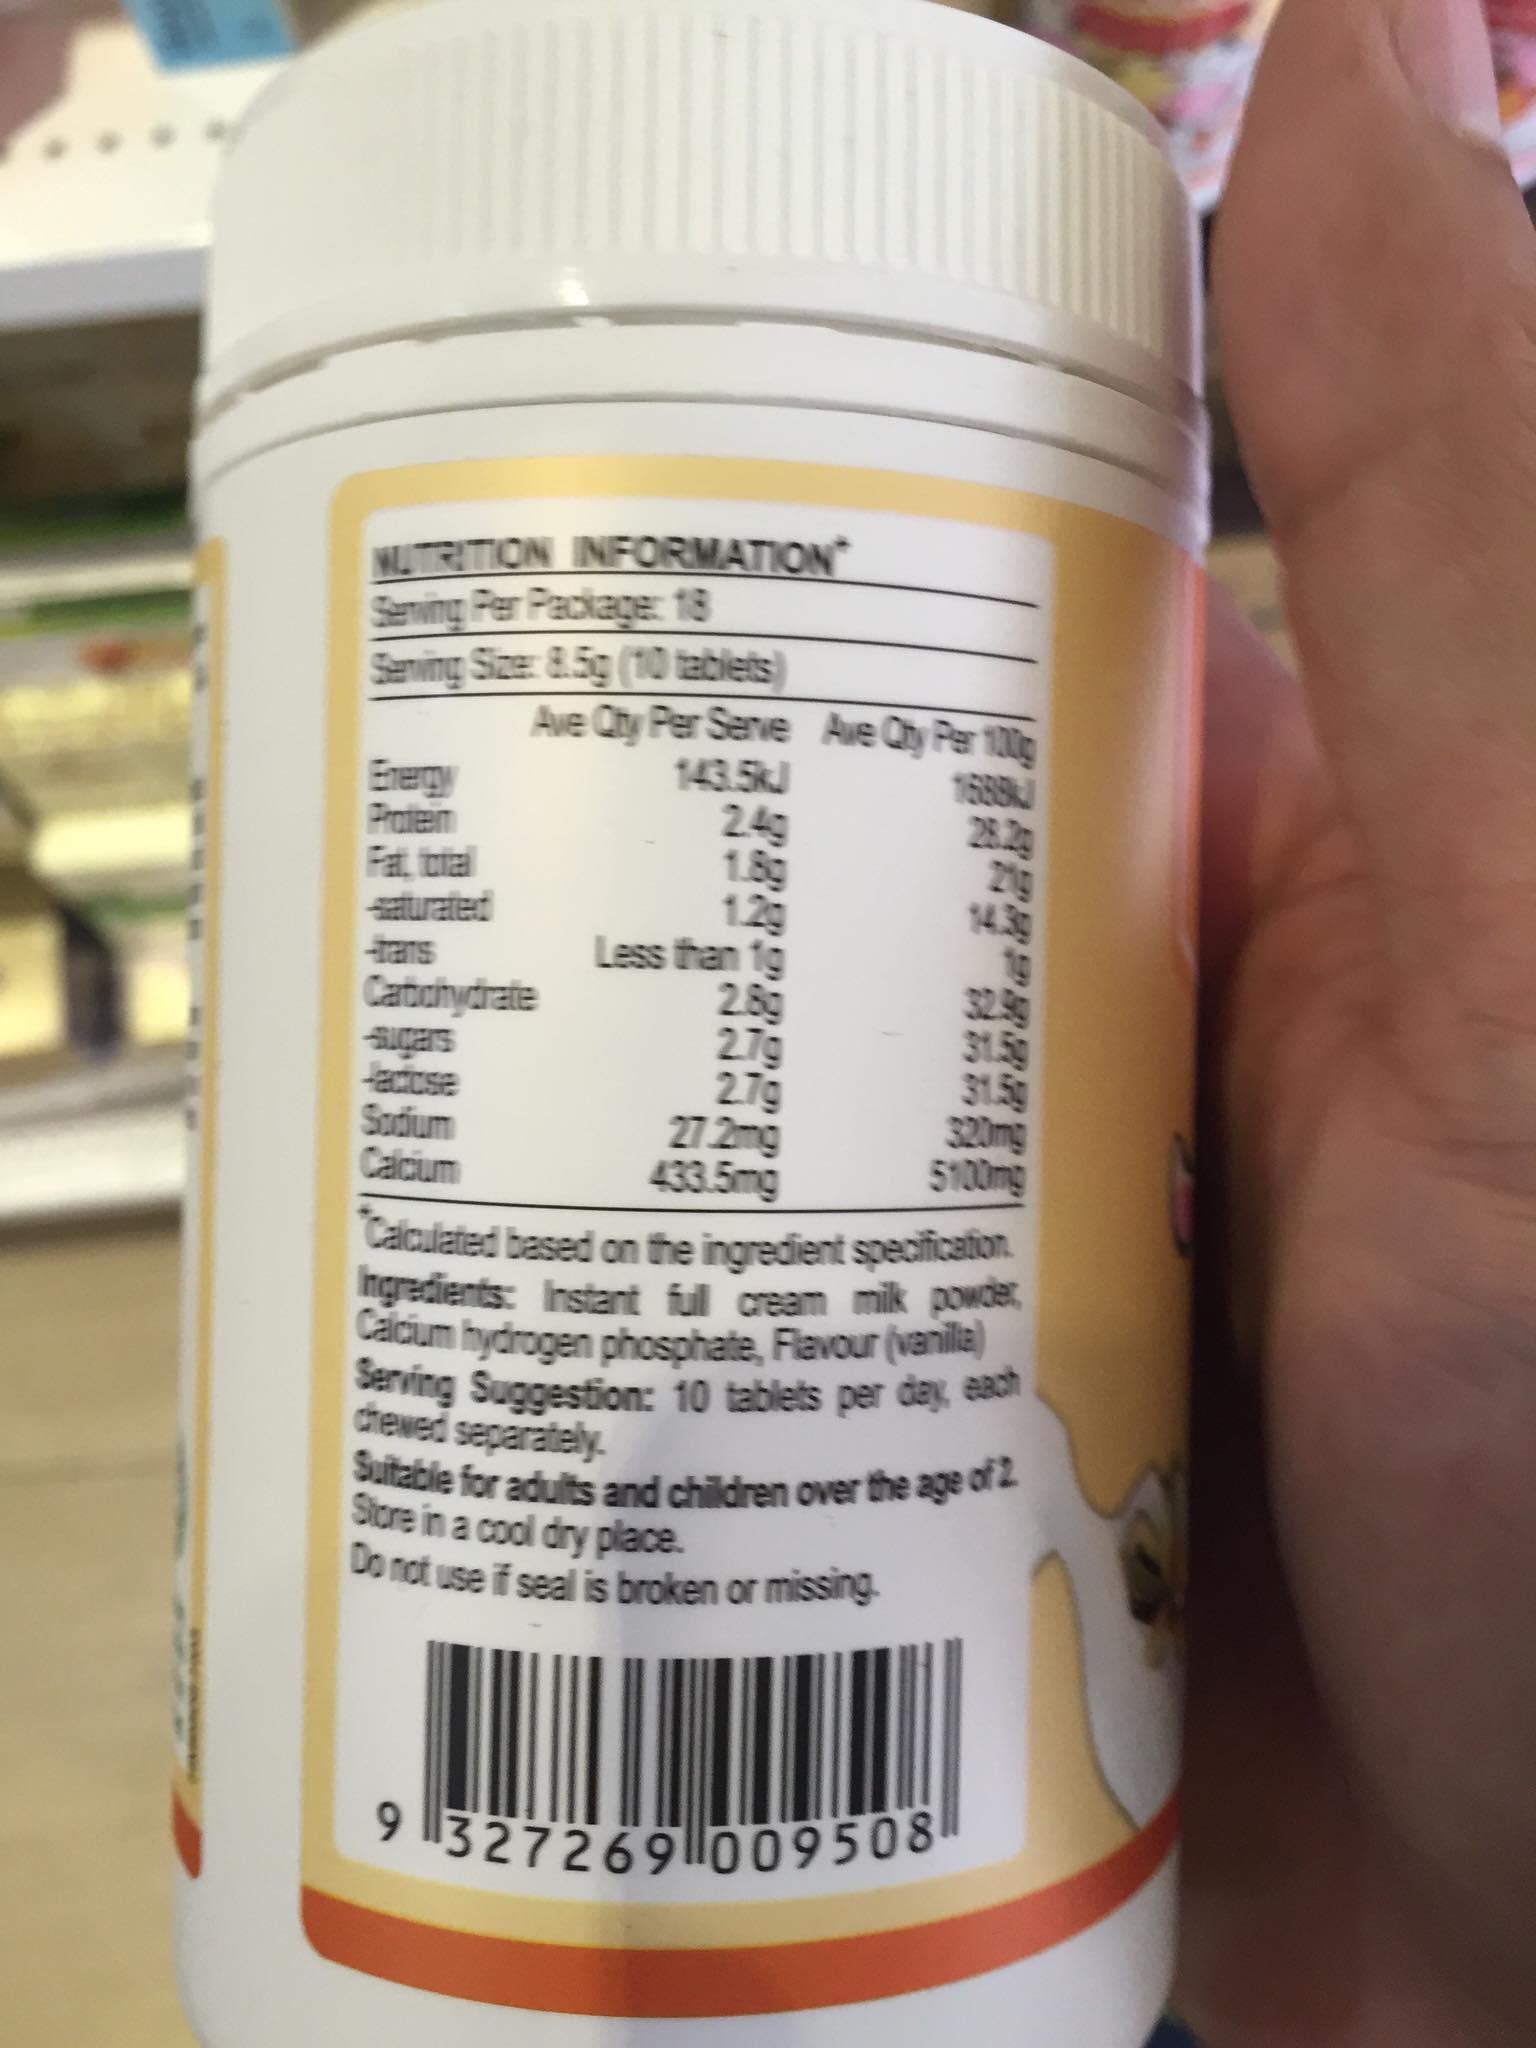 NUTRITION INFORMATION*
Serving Per Package: 18
Serving Size: 8.5g (10 tablets)
Ave Qty Per Serve Ave Qty Per 100g
Energy 143.5kJ 1688kJ
Protein 2.4g 28.2g
Fat, total 1.8g 21g
-saturated 1.2g 14.3g
-trans Less than 1g 1g
Carbohydrate 2.8g 32.9g
-sugars 2.7g 31.5g
-lactose 2.7g 31.5g
Sodium 27.2mg 320mg
Calcium 433.5mg 5100mg
*Calculated based on the ingredient specification.
Ingredients: Instant full cream milk powder,
Calcium hydrogen phosphate, Flavour (vanilla)
Serving Suggestion: 10 tablets per day, each
chewed separately.
Suitable for adults and children over the age of 2.
Store in a cool dry place.
Do not use if seal is broken or missing.
9 327269 009508